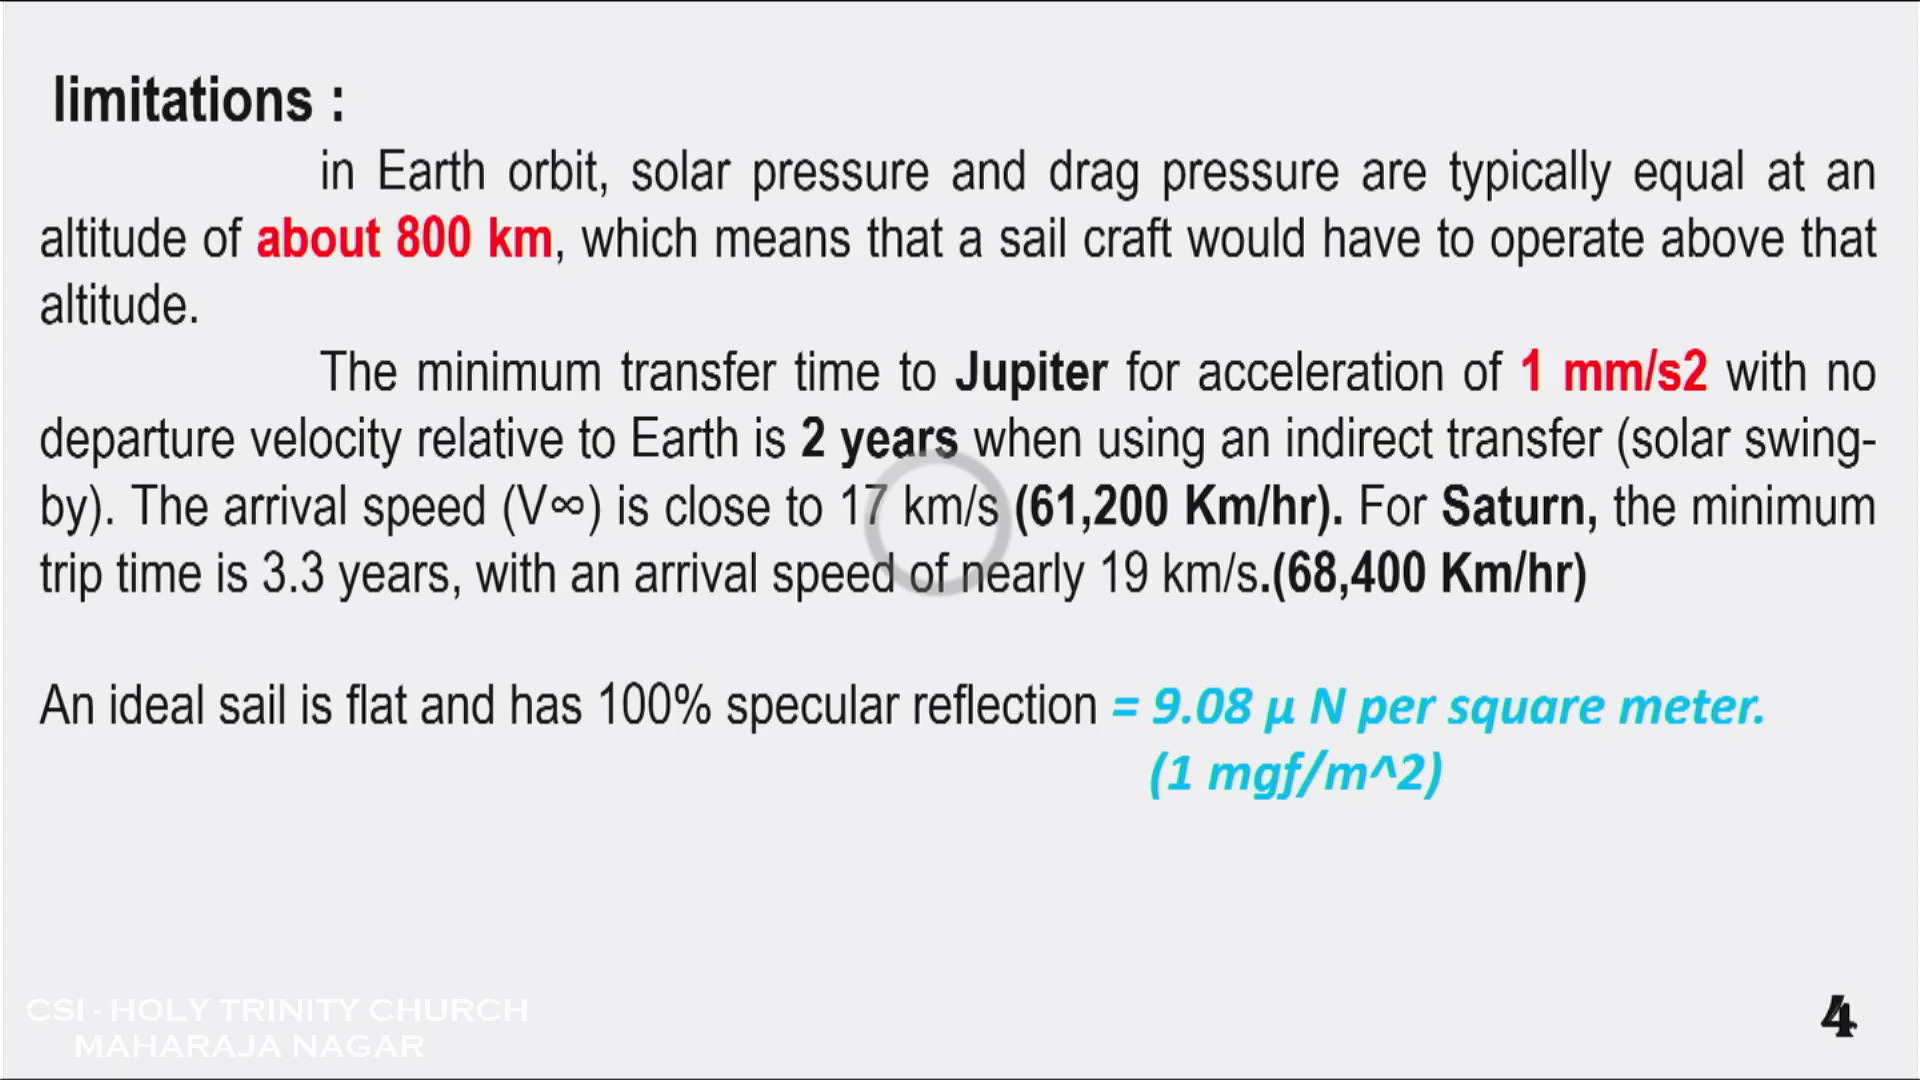 limitations :
in Earth orbit, solar pressure and drag pressure are typically equal at an
altitude of about 800 km, which means that a sail craft would have to operate above that
altitude.
The minimum transfer time to Jupiter for acceleration of 1 mm/s2 with no
departure velocity relative to Earth is 2 years when using an indirect transfer (solar swing-
by). The arrival speed (V∞) is close to 17 km/s (61,200 Km/hr). For Saturn, the minimum
trip time is 3.3 years, with an arrival speed of nearly 19 km/s.(68,400 Km/hr)
An ideal sail is flat and has 100% specular reflection = 9.08 μ N per square meter.
(1 mgf/m^2)
CSI - HOLY TRINITY CHURCH
MAHARAJA NAGAR
4